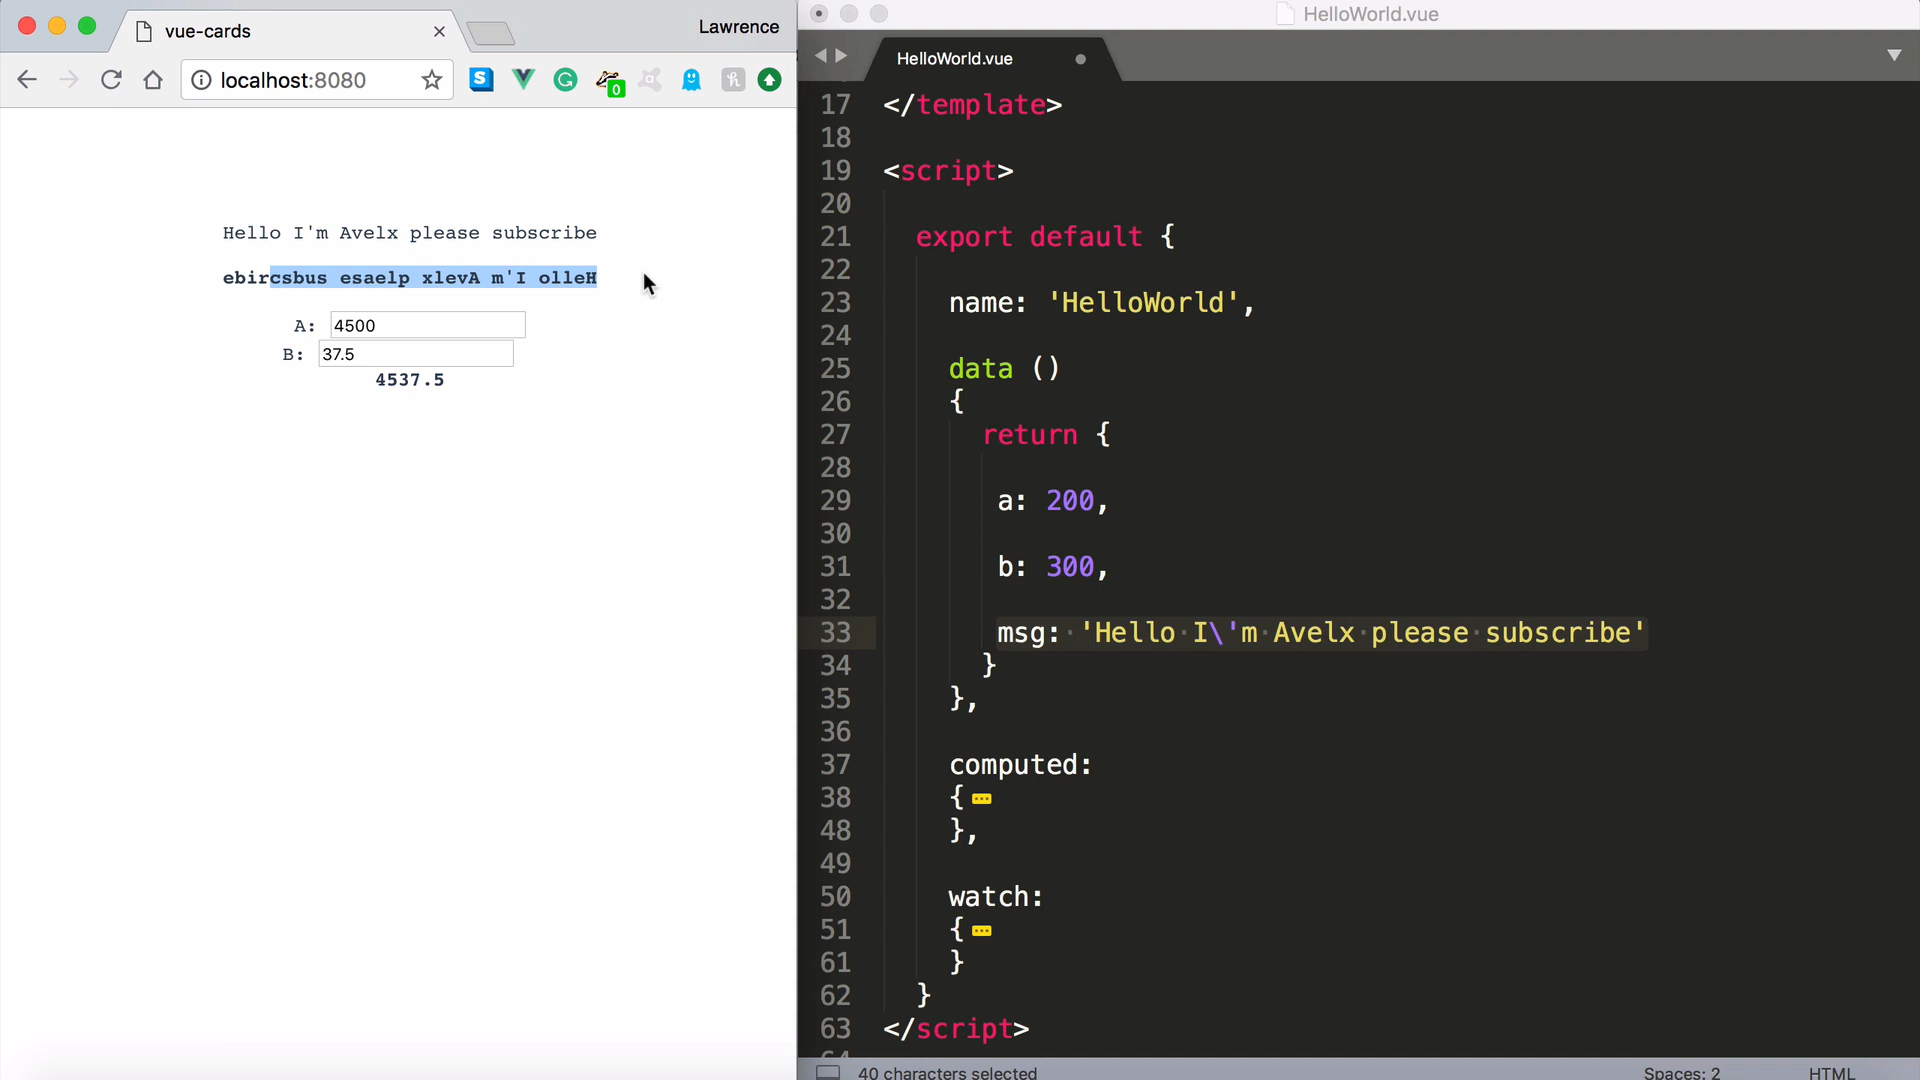 vue-cards
Lawrence
localhost:8080
0
Hello I'm Avelx please subscribe
ebircsbus esaelp xlevA m'I olleH
A: 4500
B: 37.5
4537.5
HelloWorld.vue
HelloWorld.vue
17 </template>
18
19 <script>
20
21 export default {
22
23 name: 'HelloWorld',
24
25 data ()
26 {
27 return {
28
29 a: 200,
30
31 b: 300,
32
33 msg: 'Hello I\'m Avelx please subscribe'
34 }
35 },
36
37 computed:
38 {
48 },
49
50 watch:
51 {
61 }
62 }
63 </script>
40 characters selected
Spaces: 2
HTML